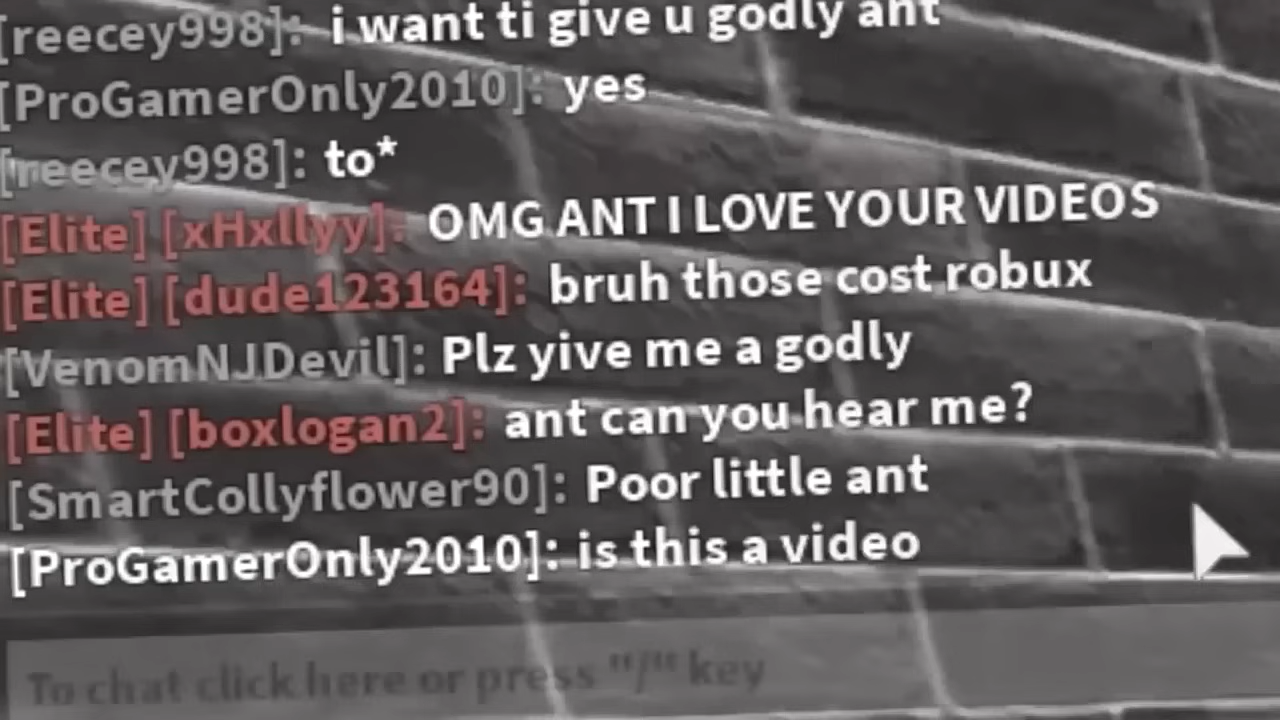 [reecey998]: i want ti give u godly ant
[ProGamerOnly2010]: yes
[reecey998]: to*
[Elite] [xHxllyy]: OMG ANT I LOVE YOUR VIDEOS
[Elite] [dude123164]: bruh those cost robux
[VenomNJDevil]: Plz yive me a godly
[Elite] [boxlogan2]: ant can you hear me?
[SmartCollyflower90]: Poor little ant
[ProGamerOnly2010]: is this a video
To chat click here or press "/" key